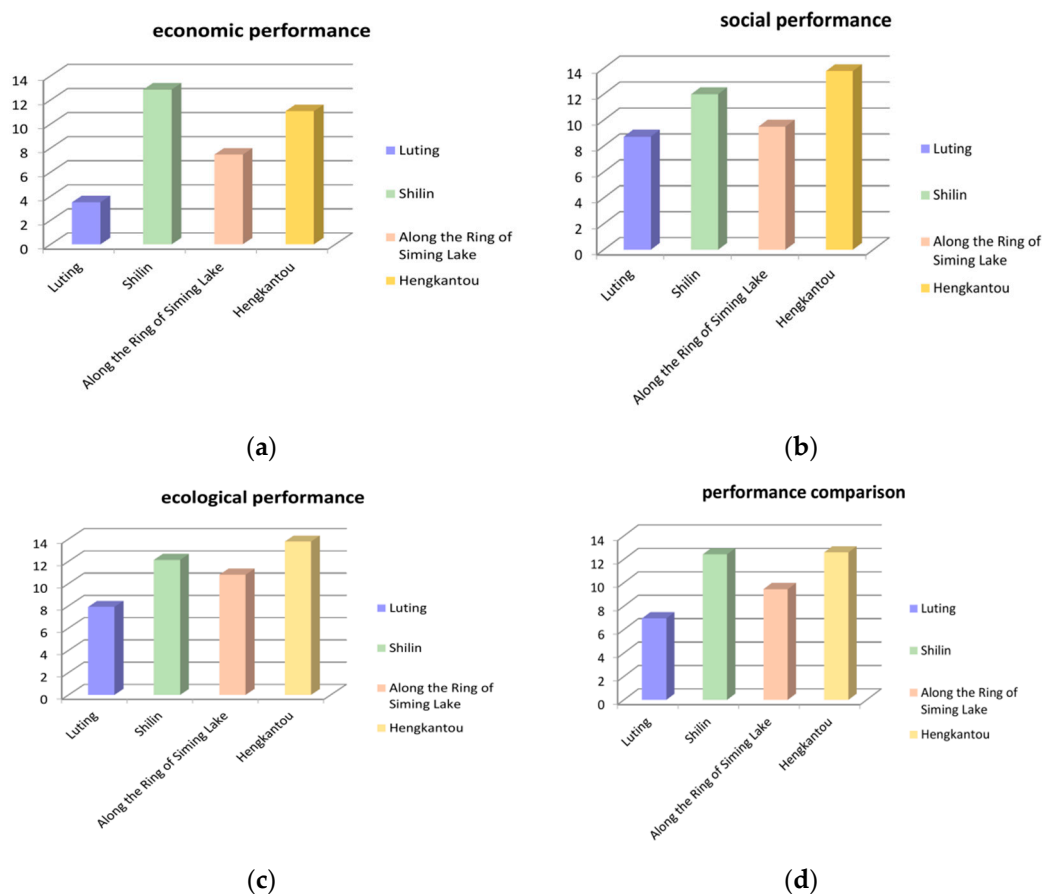 economic performance
14
12
10
8
6
4
2
0
Luting
Shilin
Along the Ring of Siming Lake
Hengkantou
Luting
Shilin
Along the Ring of
Siming Lake
Hengkantou
(a)
social performance
14
12
10
8
6
4
2
0
Luting
Shilin
Along the Ring of Siming Lake
Hengkantou
Luting
Shilin
Along the Ring of
Siming Lake
Hengkantou
(b)
ecological performance
14
12
10
8
6
4
2
0
Luting
Shilin
Along the Ring of Siming Lake
Hengkantou
Luting
Shilin
Along the Ring of
Siming Lake
Hengkantou
(c)
performance comparison
14
12
10
8
6
4
2
0
Luting
Shilin
Along the Ring of Siming Lake
Hengkantou
Luting
Shilin
Along the Ring of
Siming Lake
Hengkantou
(d)